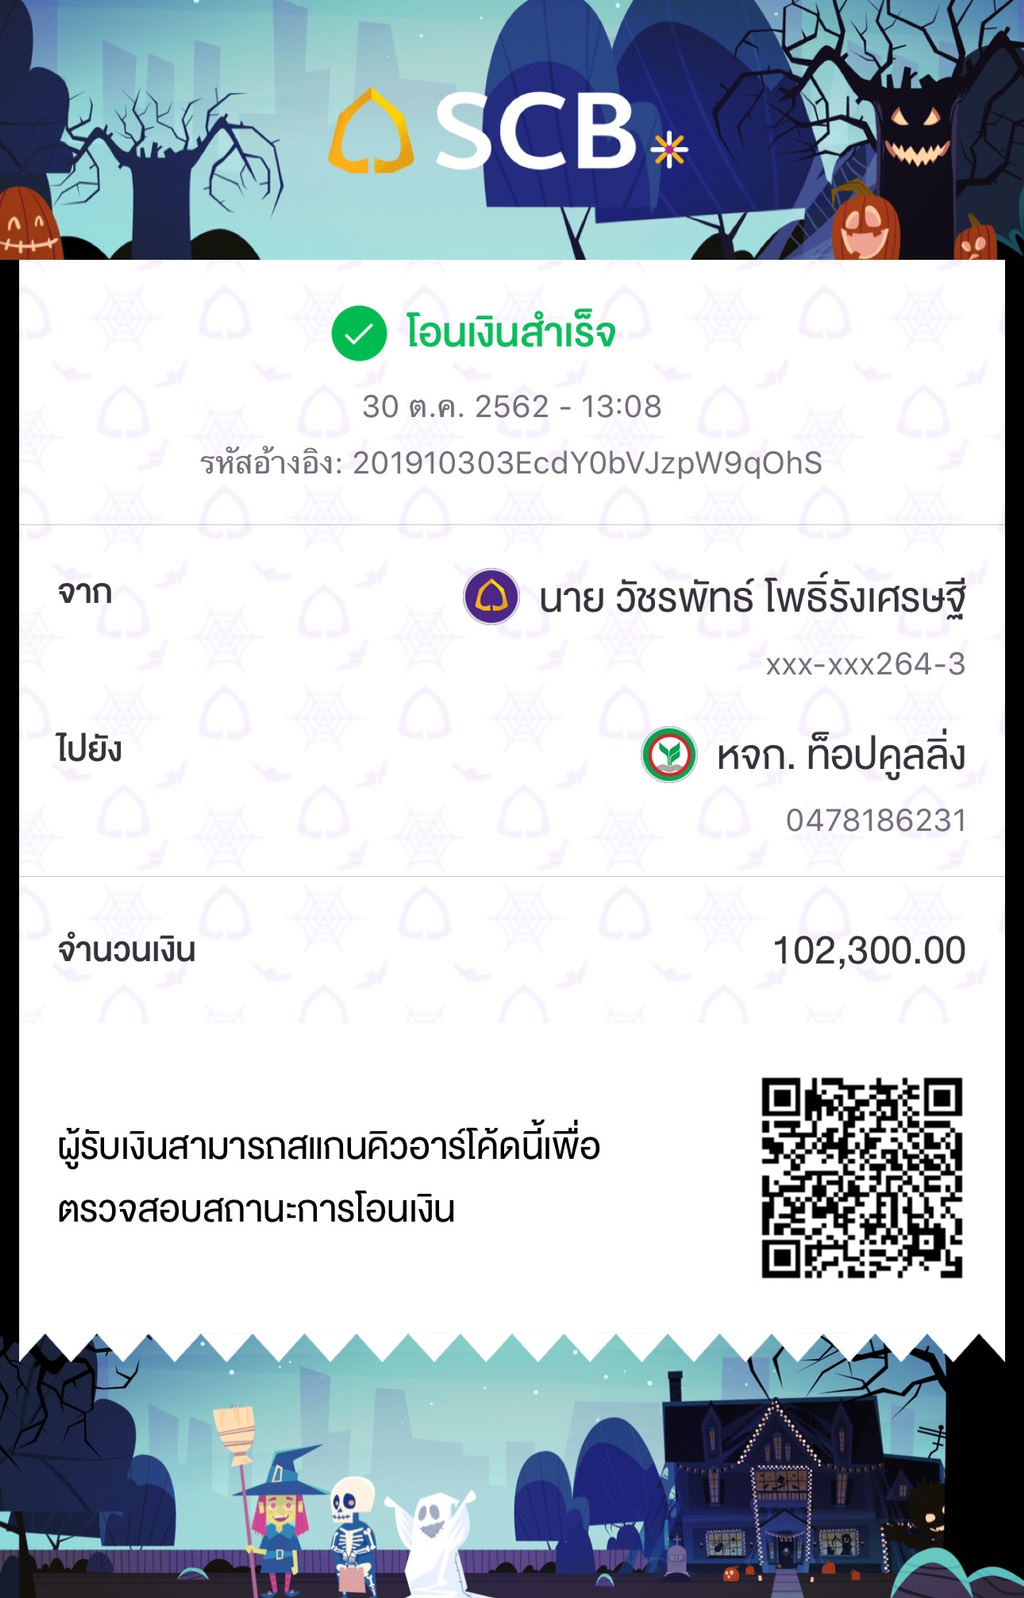 SCB
โอนเงินสำเร็จ
30 ต.ค. 2562 - 13:08
รหัสอ้างอิง: 201910303EcdY0bVJzpW9qOhS
จาก
นาย วัชรพัทธ์ โพธิ์รังเศรษฐี
xxx-xxx264-3
ไปยัง
หจก. ท็อปคูลลิ่ง
0478186231
จำนวนเงิน
102,300.00
ผู้รับเงินสามารถสแกนคิวอาร์โค้ดนี้เพื่อ
ตรวจสอบสถานะการโอนเงิน